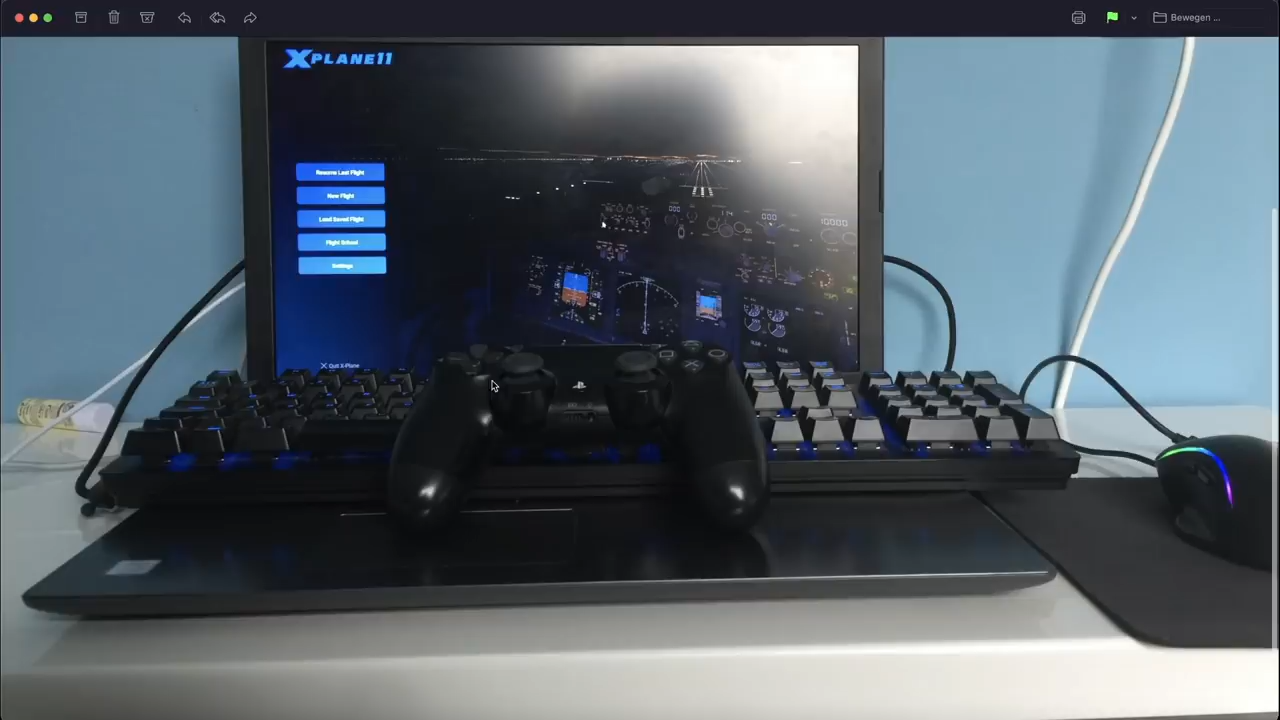 Bewegen ...
XPLANE11
Resume Last Flight
New Flight
Load Saved Flight
Flight School
Settings
Quit X-Plane